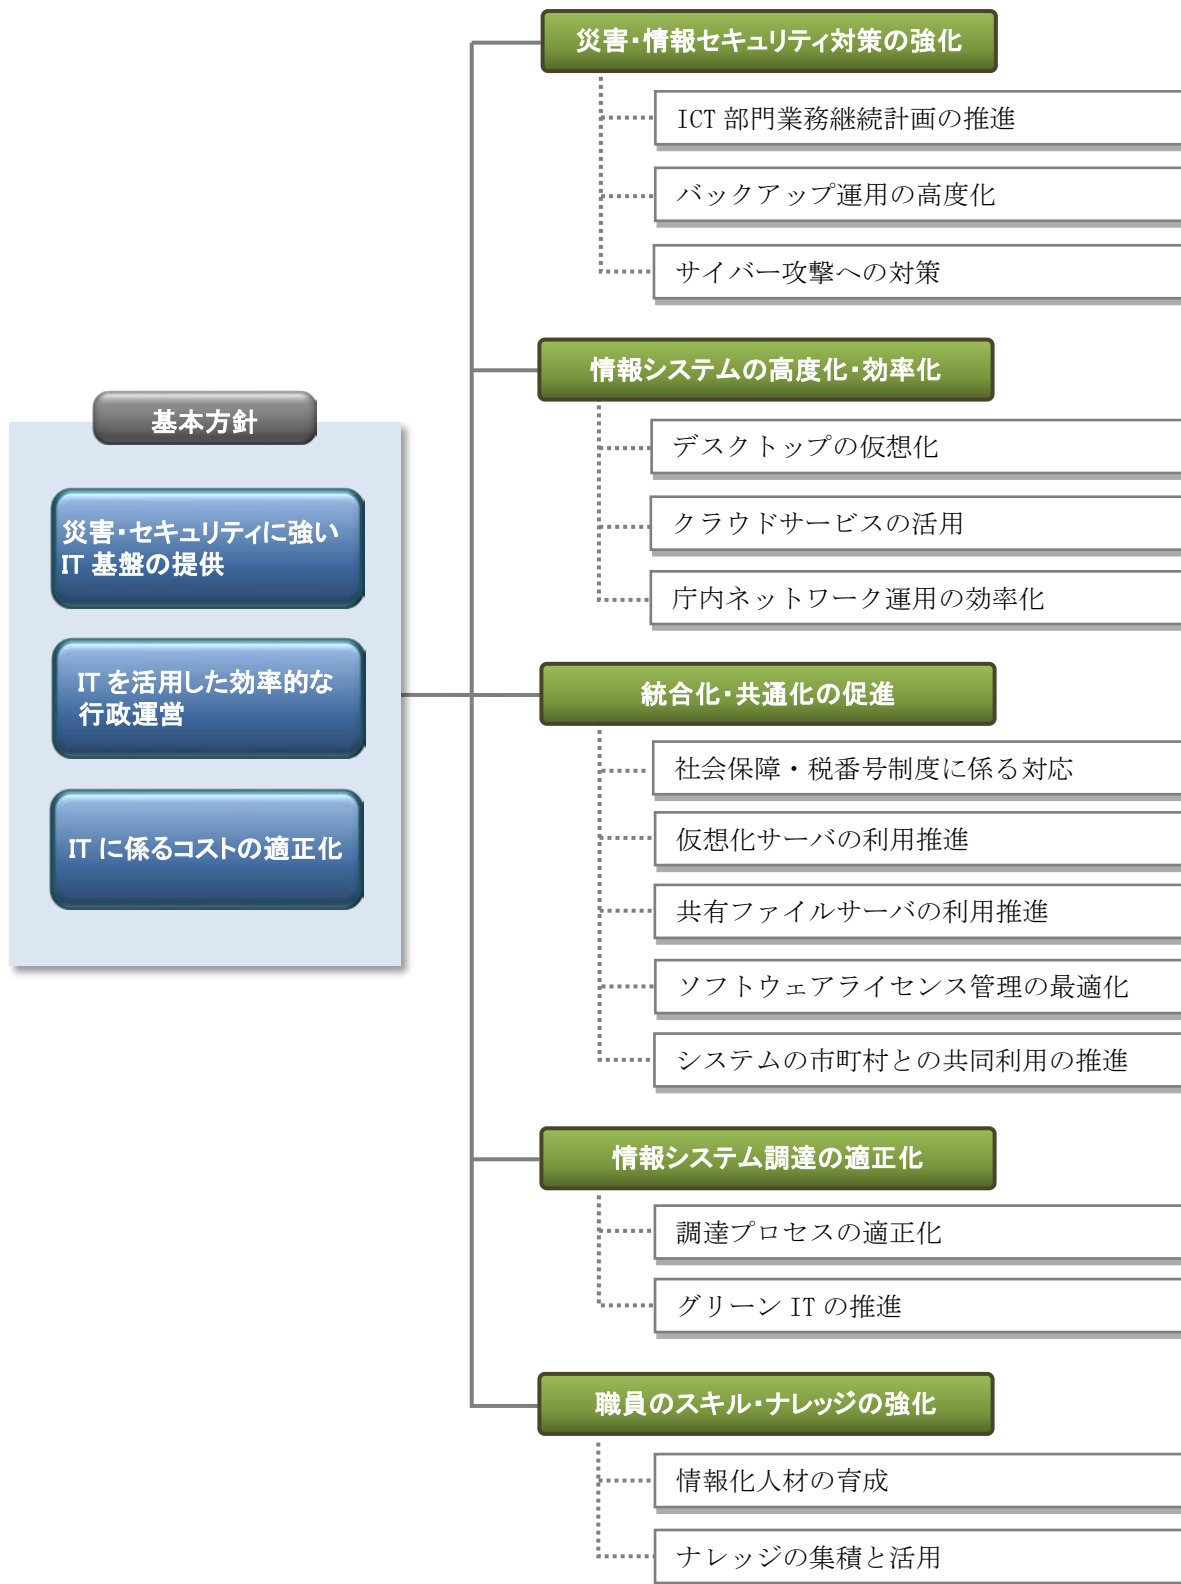 基本方針
災害・セキュリティに強い
IT 基盤の提供
IT を活用した効率的な
行政運営
IT に係るコストの適正化
災害・情報セキュリティ対策の強化
ICT 部門業務継続計画の推進
バックアップ運用の高度化
サイバー攻撃への対策
情報システムの高度化・効率化
デスクトップの仮想化
クラウドサービスの活用
庁内ネットワーク運用の効率化
統合化・共通化の促進
社会保障・税番号制度に係る対応
仮想化サーバの利用推進
共有ファイルサーバの利用推進
ソフトウェアライセンス管理の最適化
システムの市町村との共同利用の推進
情報システム調達の適正化
調達プロセスの適正化
グリーン IT の推進
職員のスキル・ナレッジの強化
情報化人材の育成
ナレッジの集積と活用